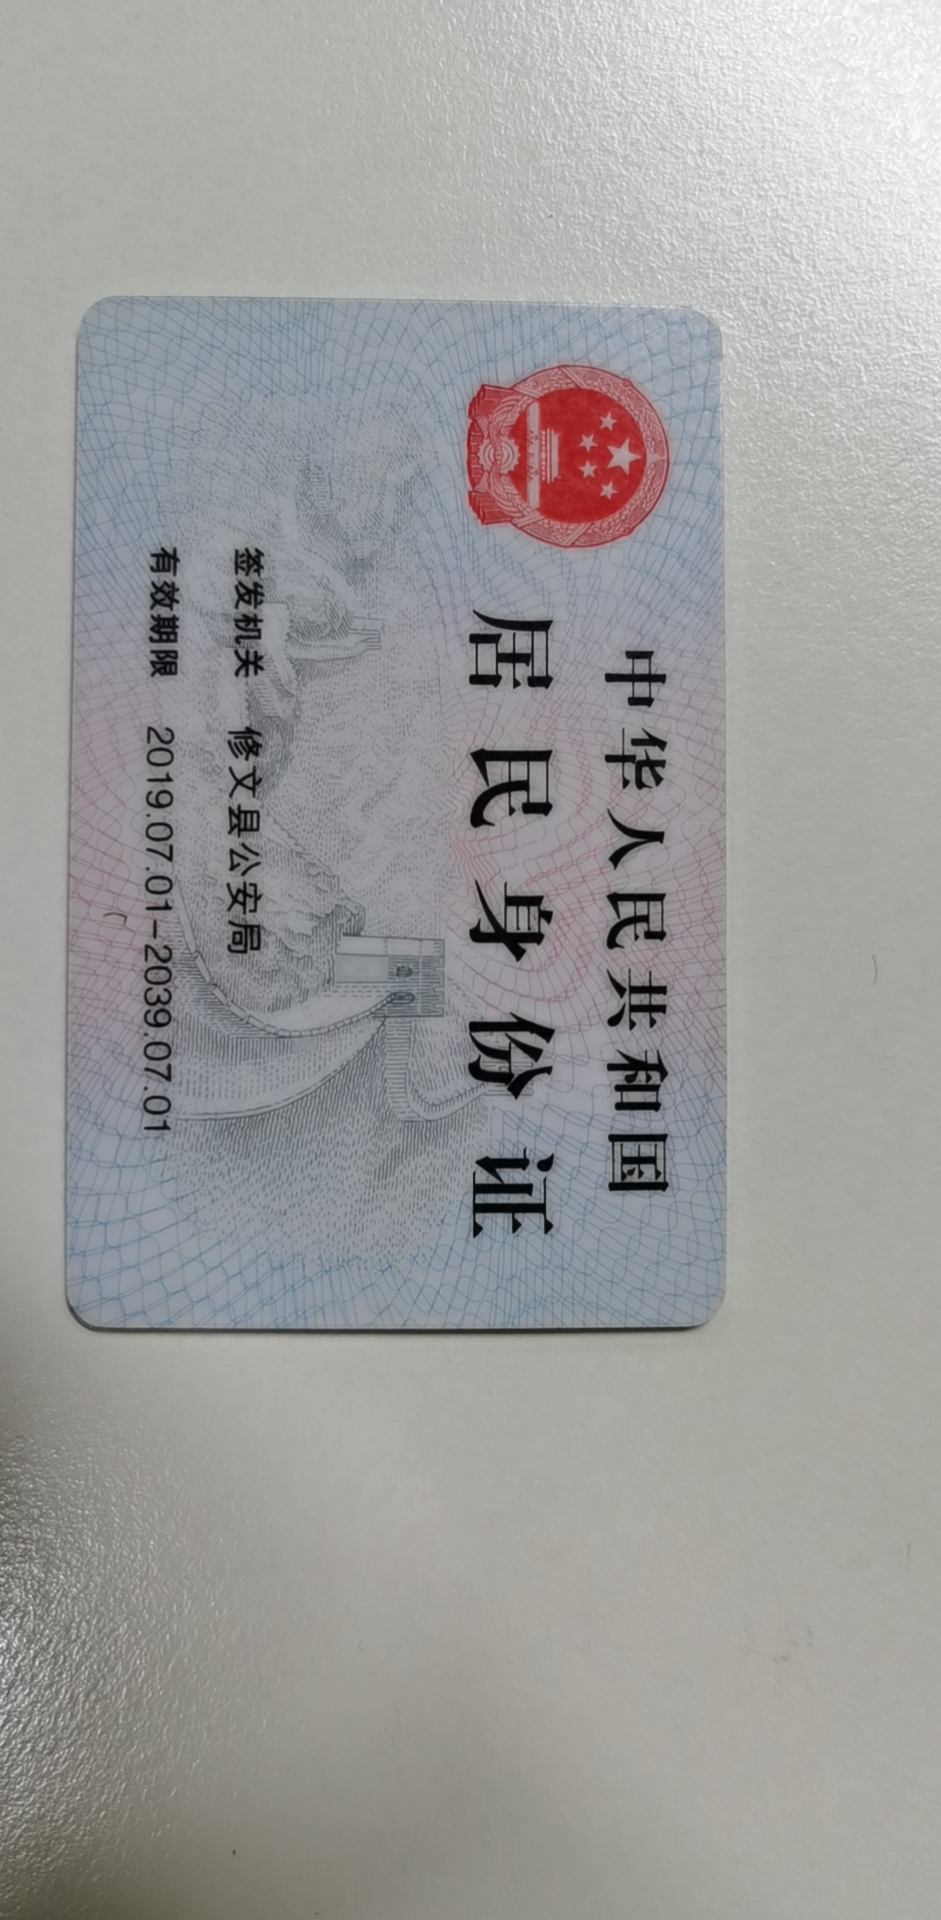 中华人民共和国
居民身份证
签发机关 修文县公安局
有效期限 2019.07.01-2039.07.01